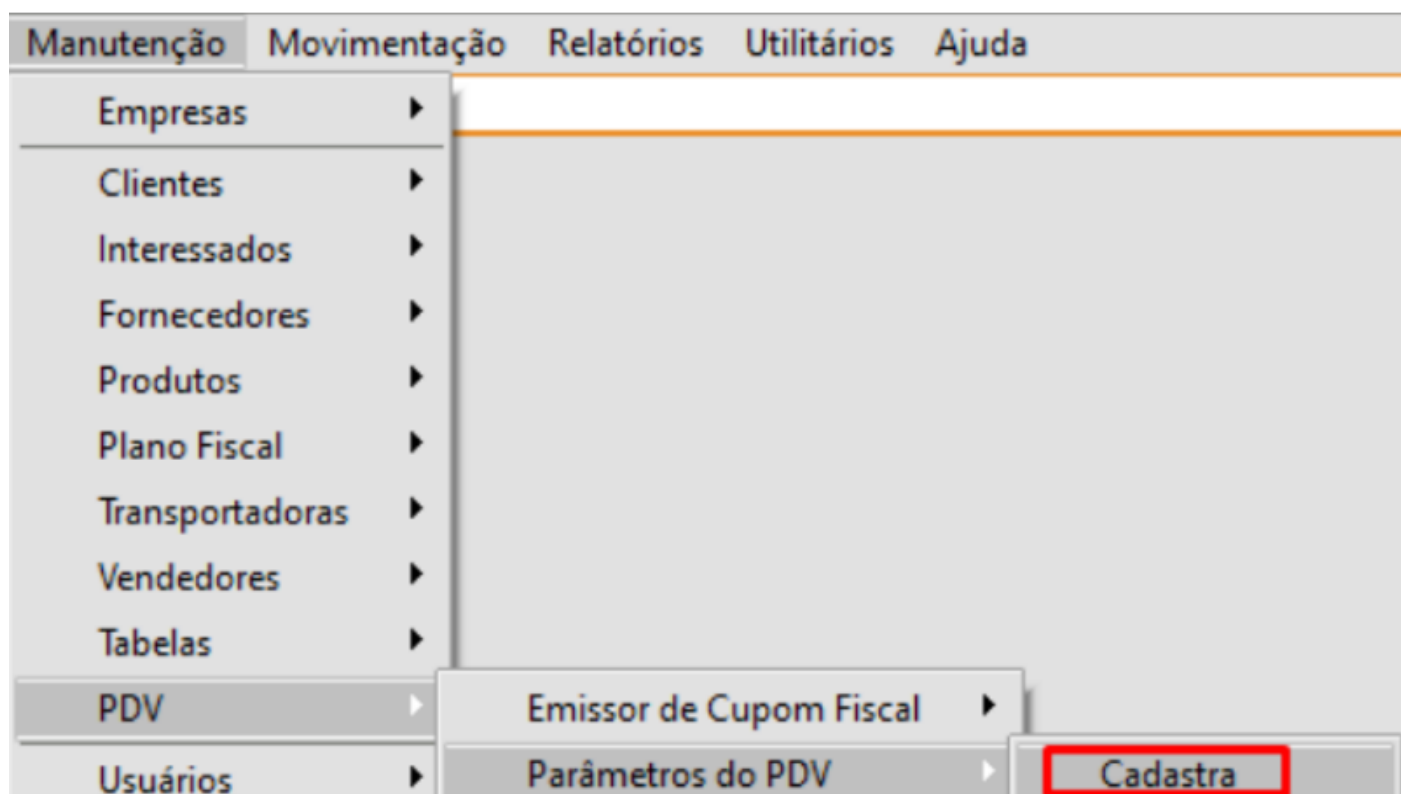 Manutenção Movimentação Relatórios Utilitários Ajuda
Empresas
Clientes
Interessados
Fornecedores
Produtos
Plano Fiscal
Transportadoras
Vendedores
Tabelas
PDV Emissor de Cupom Fiscal
Usuários Parâmetros do PDV Cadastra